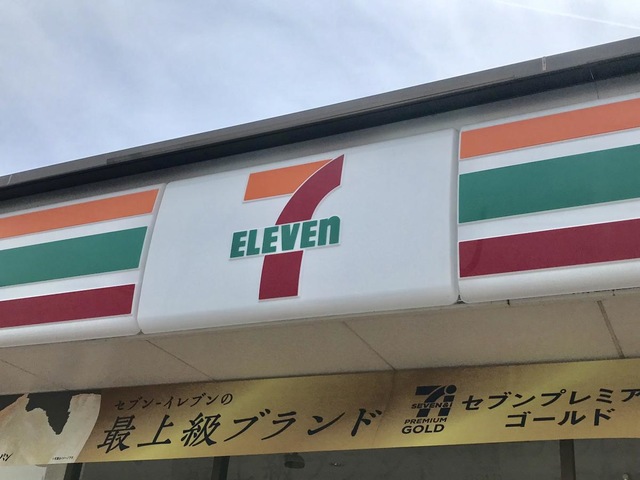 7
ELEVEn
セブン-イレブンの
最上級ブランド
7i
SEVEN&i
PREMIUM
GOLD
セブンプレミア
ゴールド